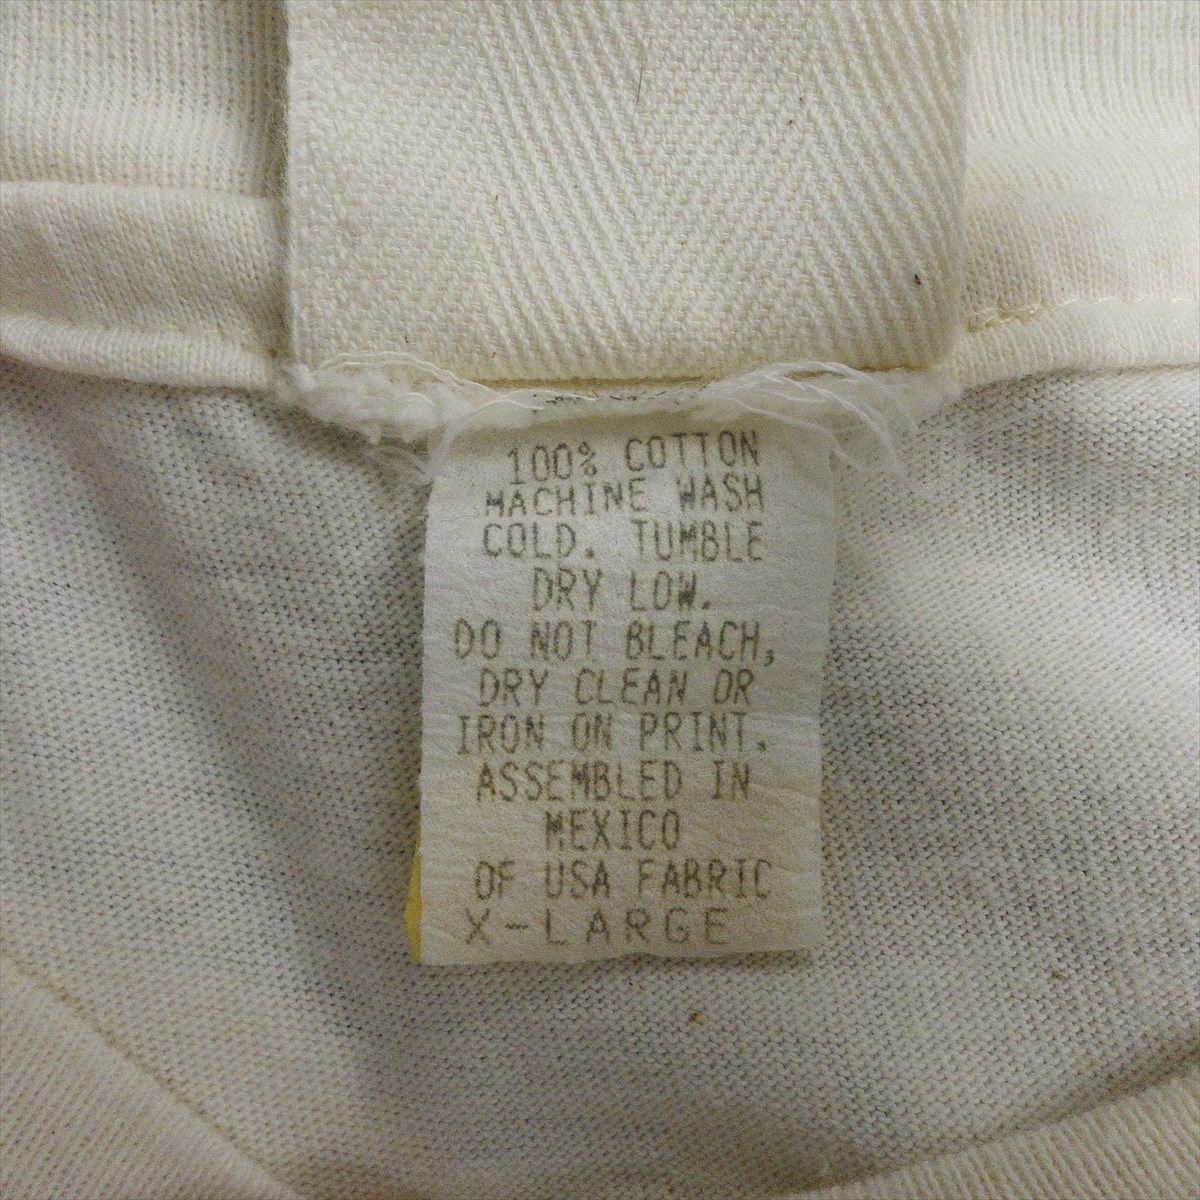 100% COTTON
MACHINE WASH
COLD. TUMBLE
DRY LOW.
DO NOT BLEACH,
DRY CLEAN OR
IRON ON PRINT.
ASSEMBLED IN
MEXICO
OF USA FABRIC
X-LARGE